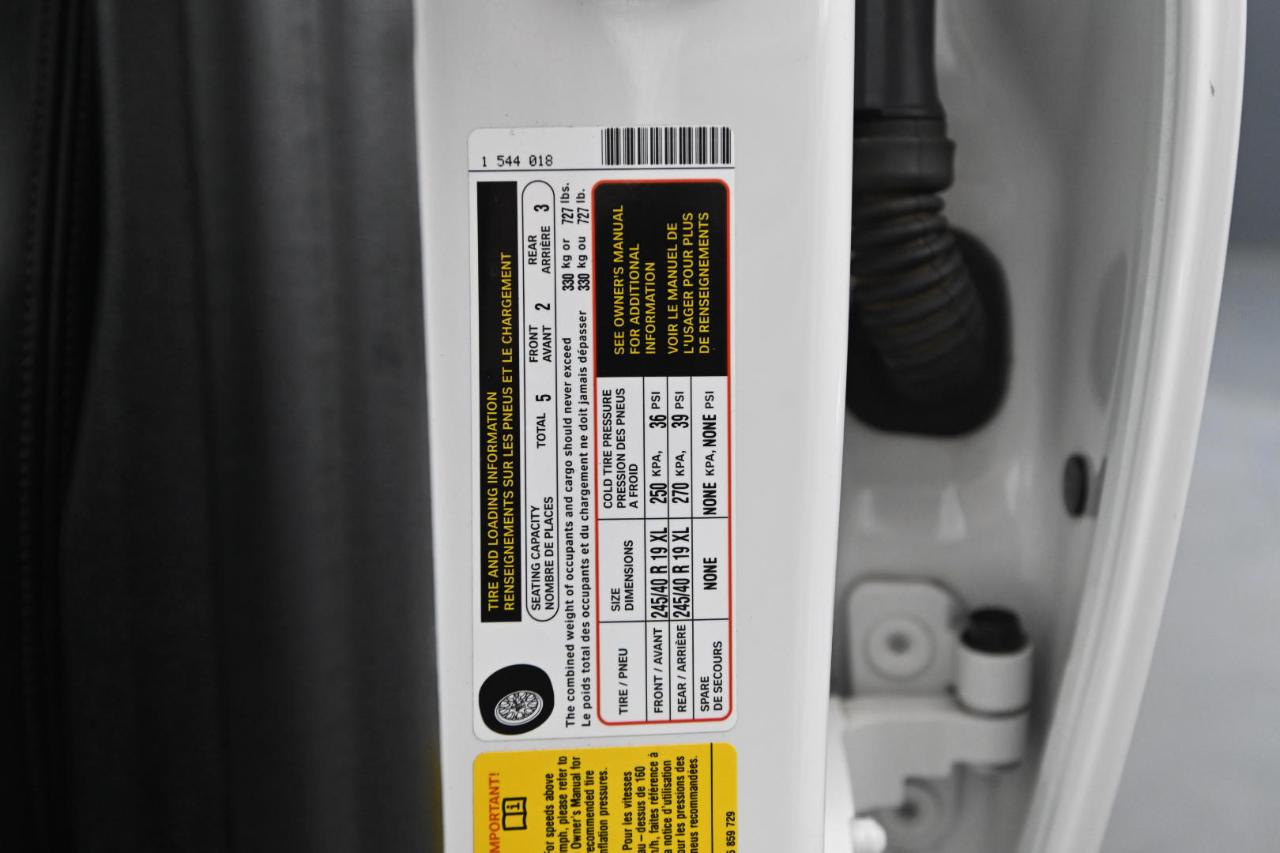 1 544 018
TIRE AND LOADING INFORMATION
RENSEIGNEMENTS SUR LES PNEUS ET LE CHARGEMENT
SEATING CAPACITY
NOMBRE DE PLACES
TOTAL 5
FRONT
AVANT 2
REAR
ARRIÈRE 3
The combined weight of occupants and cargo should never exceed 330 kg or 727 lbs.
Le poids total des occupants et du chargement ne doit jamais dépasser 330 kg ou 727 lb.
TIRE / PNEU
SIZE
DIMENSIONS
COLD TIRE PRESSURE
PRESSION DES PNEUS
A FROID
FRONT / AVANT 245/40 R 19 XL 250 KPA, 36 PSI
REAR / ARRIÈRE 245/40 R 19 XL 270 KPA, 39 PSI
SPARE
DE SECOURS NONE NONE KPA, NONE PSI
SEE OWNER'S MANUAL
FOR ADDITIONAL
INFORMATION
VOIR LE MANUEL DE
L'USAGER POUR PLUS
DE RENSEIGNEMENTS
MPORTANT!
For speeds above
mph, please refer to
Owner's Manual for
recommended tire
nflation pressures.
Pour les vitesses
au – dessus de 160
m/h, faites référence à
a notice d'utilisation
our les pressions des
neus recommandées.
859 729